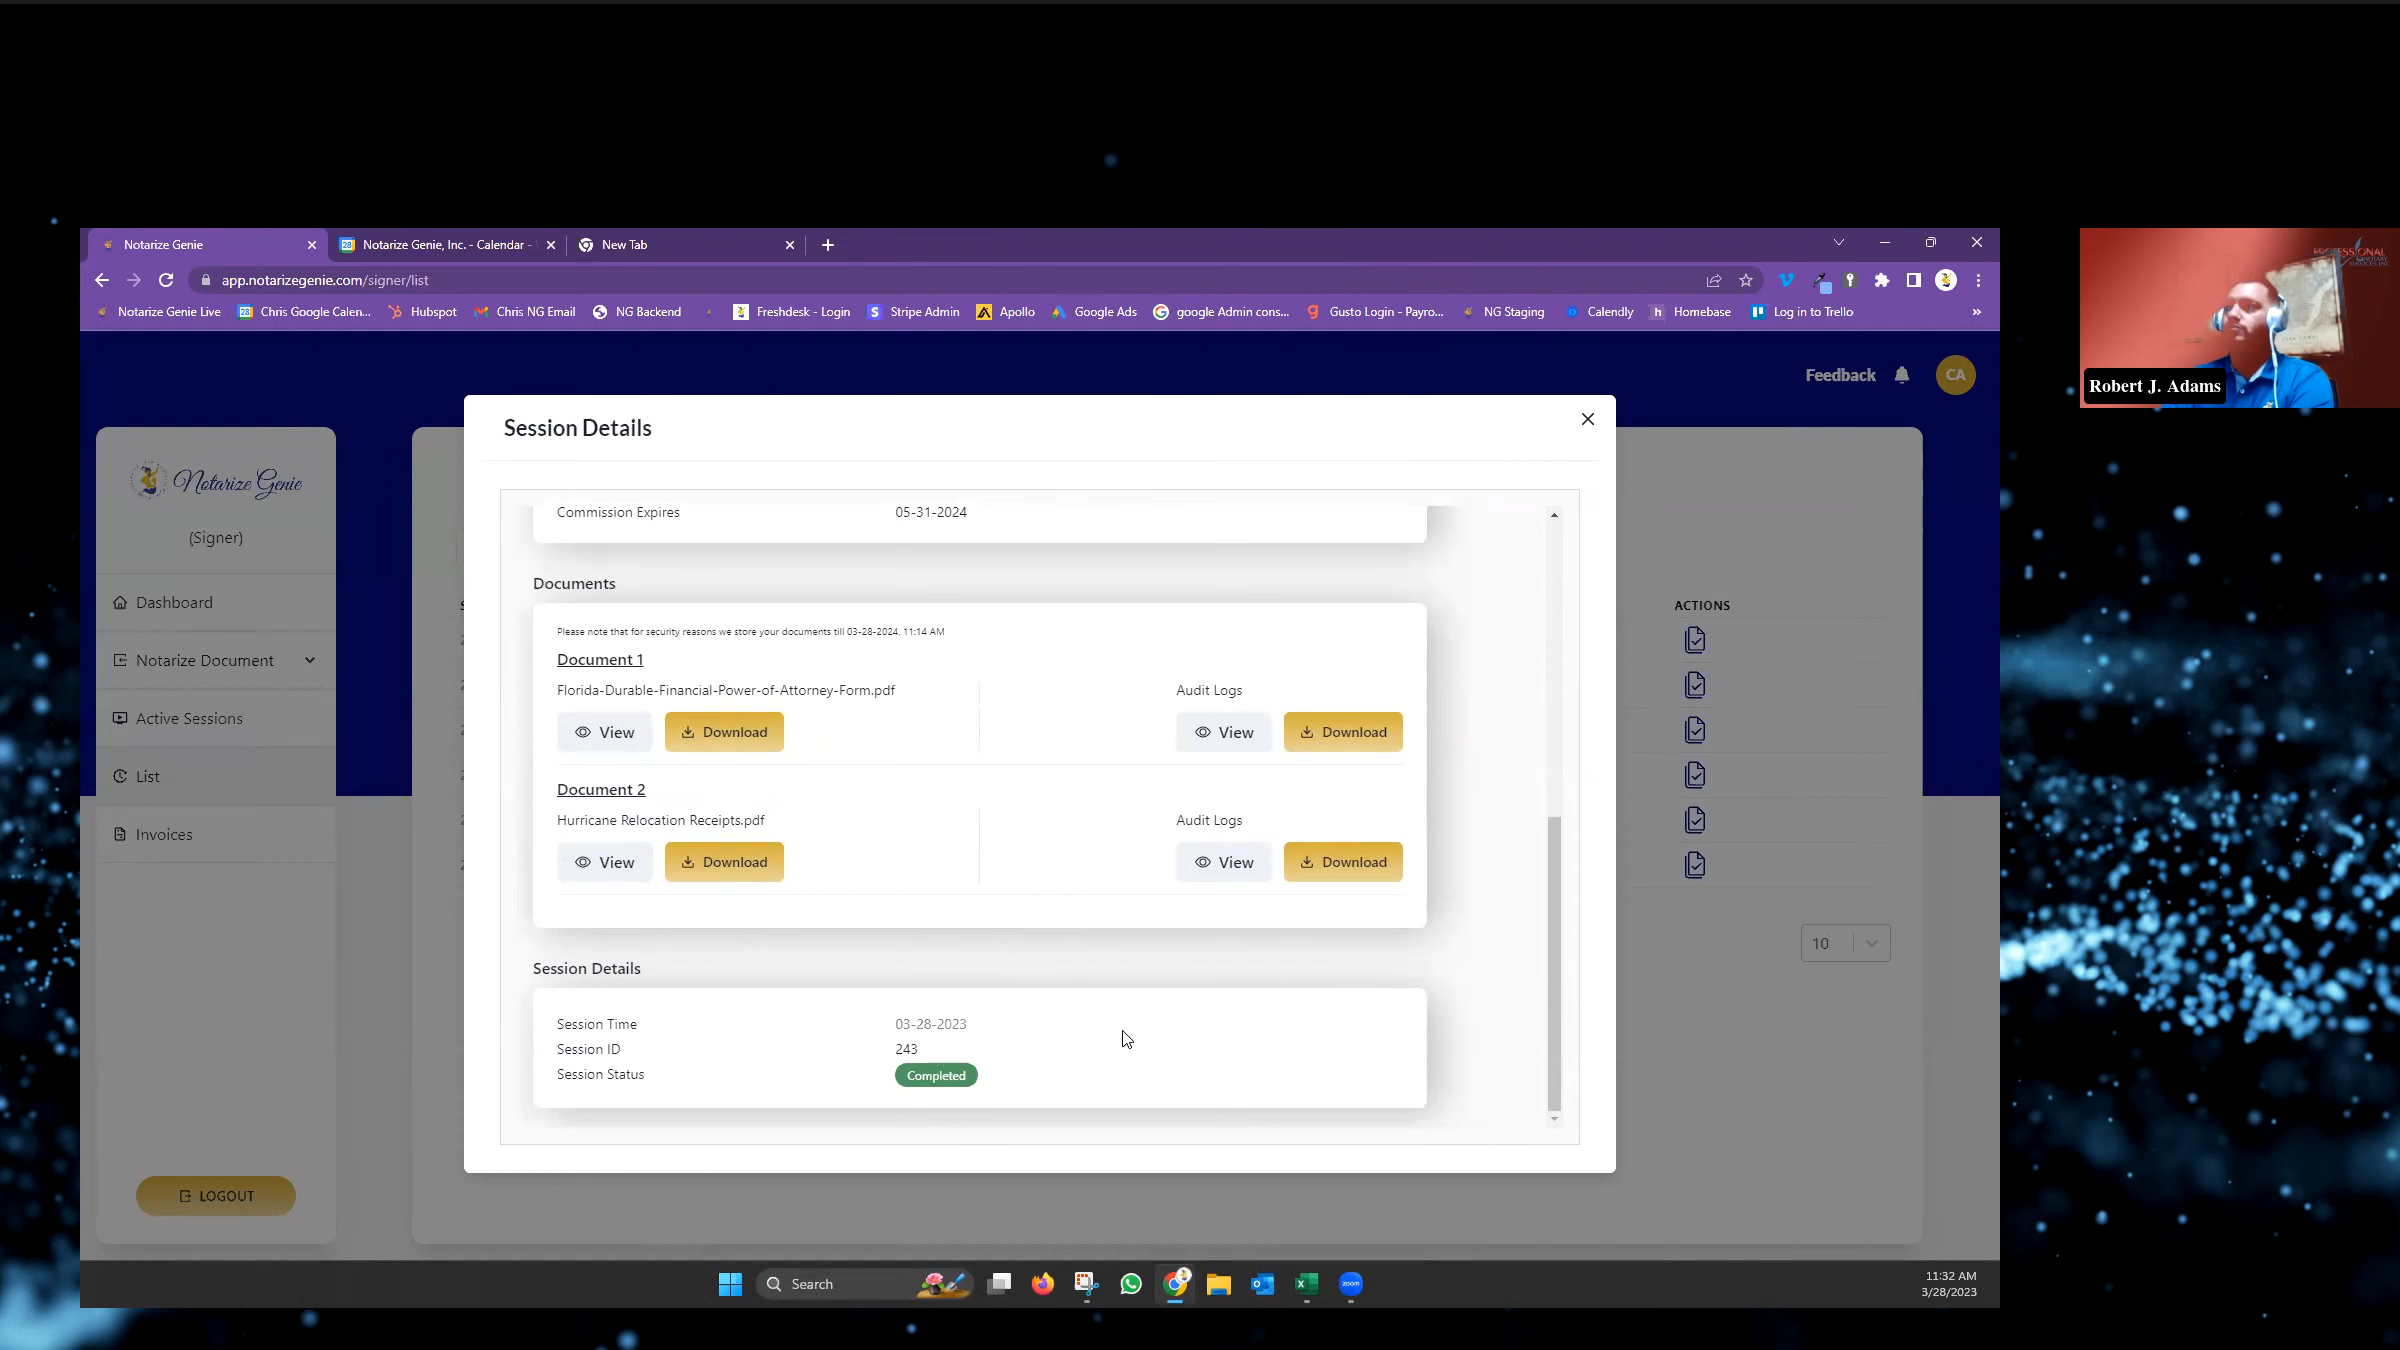 Notarize Genie
Notarize Genie, Inc. - Calendar -
New Tab
app.notarizegenie.com/signer/list
Notarize Genie Live
Chris Google Calen...
Hubspot
Chris NG Email
NG Backend
Freshdesk - Login
Stripe Admin
Apollo
Google Ads
google Admin cons...
Gusto Login - Payro...
NG Staging
Calendly
Homebase
Log in to Trello
»
Feedback
CA
PROFESSIONAL
NOTARY
SERVICES, INC
Robert J. Adams
Notarize Genie
(Signer)
Dashboard
Notarize Document
Active Sessions
List
Invoices
LOGOUT
Session Details
Commission Expires 05-31-2024
Documents
Please note that for security reasons we store your documents till 03-28-2024, 11:14 AM
Document 1
Florida-Durable-Financial-Power-of-Attorney-Form.pdf
Audit Logs
View
Download
View
Download
Document 2
Hurricane Relocation Receipts.pdf
Audit Logs
View
Download
View
Download
Session Details
Session Time 03-28-2023
Session ID 243
Session Status Completed
ACTIONS
10
Search
zoom
11:32 AM
3/28/2023